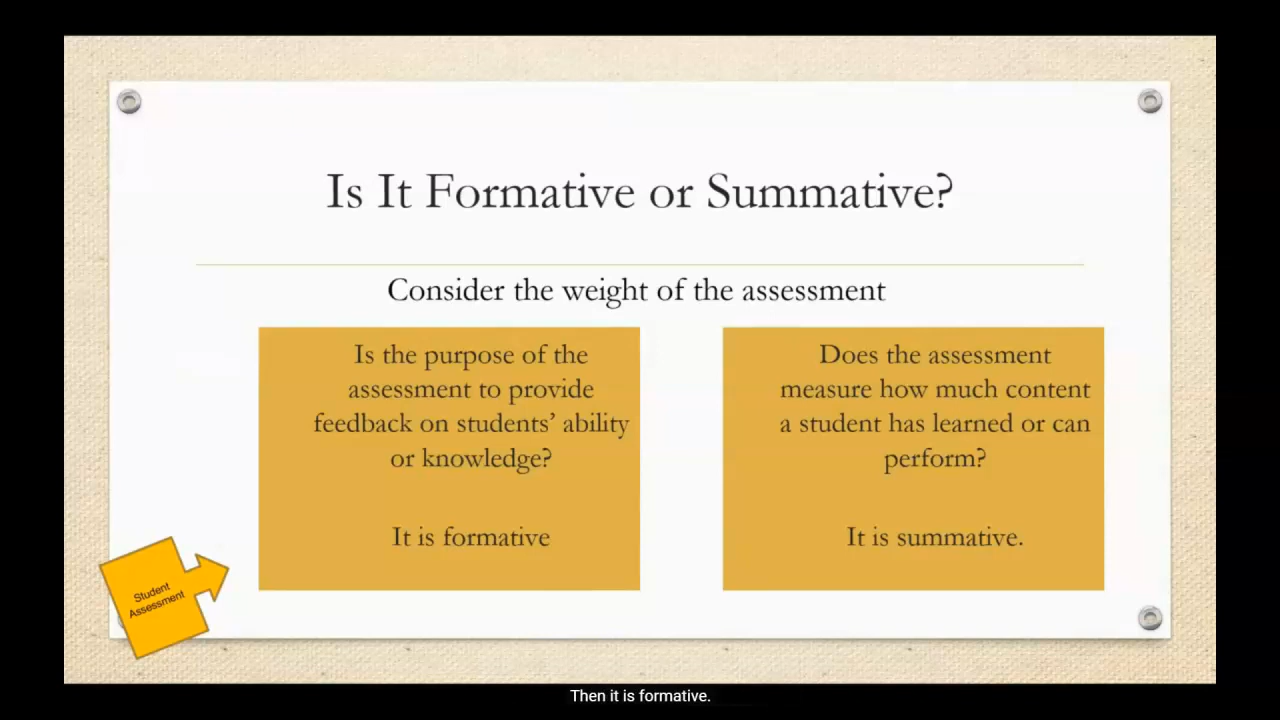 Is It Formative or Summative?
Consider the weight of the assessment
Is the purpose of the
assessment to provide
feedback on students’ ability
or knowledge?
It is formative
Does the assessment
measure how much content
a student has learned or can
perform?
It is summative.
Student
Assessment
Then it is formative.